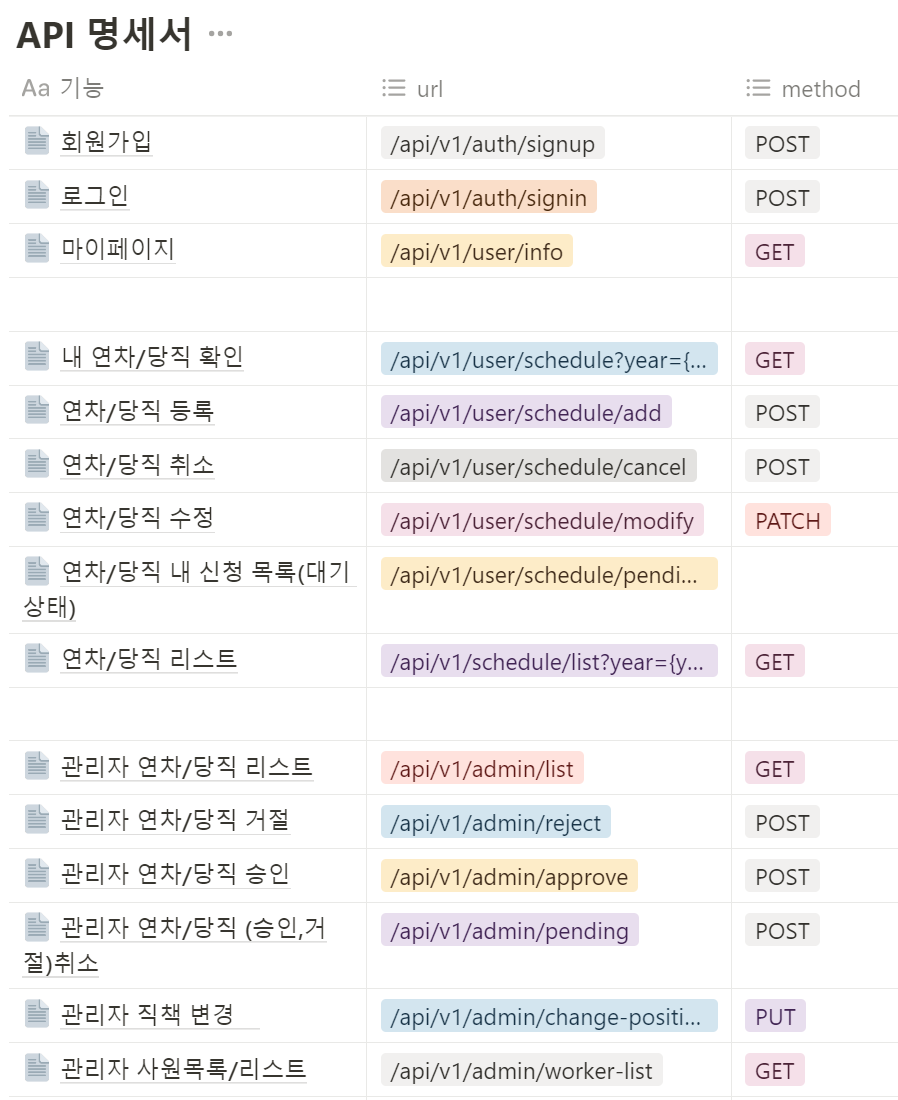 API 명세서 ···
Aa 기능 url method
회원가입 /api/v1/auth/signup POST
로그인 /api/v1/auth/signin POST
마이페이지 /api/v1/user/info GET
내 연차/당직 확인 /api/v1/user/schedule?year={... GET
연차/당직 등록 /api/v1/user/schedule/add POST
연차/당직 취소 /api/v1/user/schedule/cancel POST
연차/당직 수정 /api/v1/user/schedule/modify PATCH
연차/당직 내 신청 목록(대기 /api/v1/user/schedule/pendi...
상태)
연차/당직 리스트 /api/v1/schedule/list?year={y... GET
관리자 연차/당직 리스트 /api/v1/admin/list GET
관리자 연차/당직 거절 /api/v1/admin/reject POST
관리자 연차/당직 승인 /api/v1/admin/approve POST
관리자 연차/당직 (승인,거 /api/v1/admin/pending POST
절)취소
관리자 직책 변경 /api/v1/admin/change-positi... PUT
관리자 사원목록/리스트 /api/v1/admin/worker-list GET